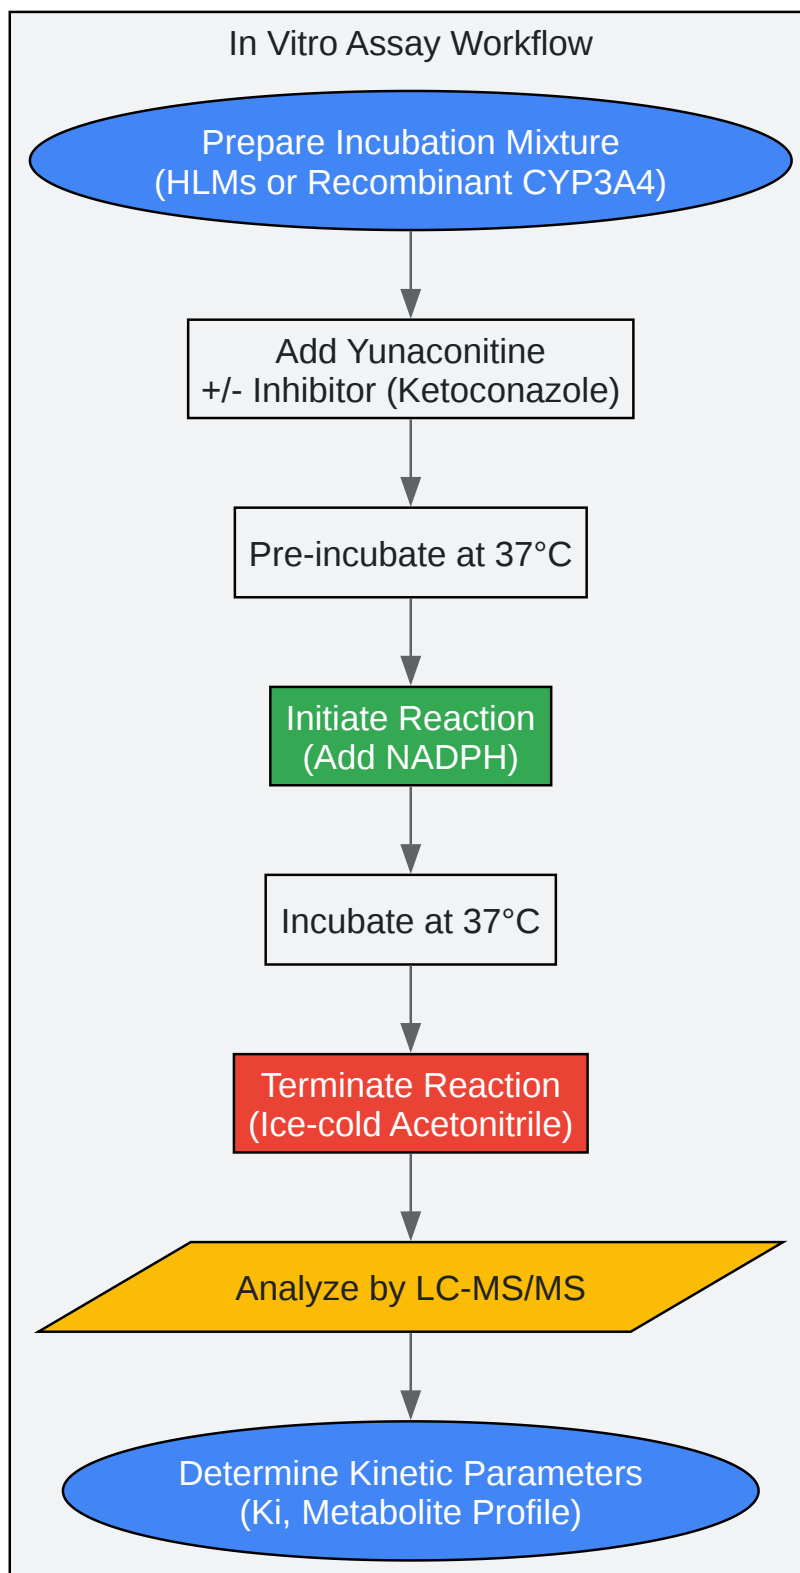 In Vitro Assay Workflow
Prepare Incubation Mixture
(HLMs or Recombinant CYP3A4)
Add Yunaconitine
+/- Inhibitor (Ketoconazole)
Pre-incubate at 37°C
Initiate Reaction
(Add NADPH)
Incubate at 37°C
Terminate Reaction
(Ice-cold Acetonitrile)
Analyze by LC-MS/MS
Determine Kinetic Parameters
(Ki, Metabolite Profile)